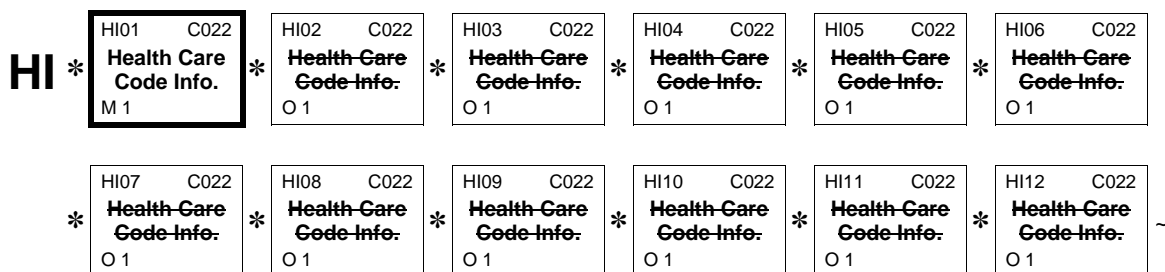 HI01 C022 HI02 C022 HI03 C022 HI04 C022 HI05 C022 HI06 C022
HI * Health Care * Health Care * Health Care * Health Care * Health Care * Health Care
Code Info. Code Info. Code Info. Code Info. Code Info. Code Info.
M 1 O 1 O 1 O 1 O 1 O 1
HI07 C022 HI08 C022 HI09 C022 HI10 C022 HI11 C022 HI12 C022
* Health Care * Health Care * Health Care * Health Care * Health Care * Health Care ~
Code Info. Code Info. Code Info. Code Info. Code Info. Code Info.
O 1 O 1 O 1 O 1 O 1 O 1